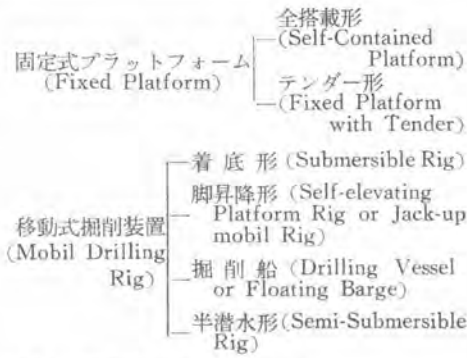 全搭載形
(Self-Contained
Platform)
固定式プラットフォーム
(Fixed Platform)
テンダー形
(Fixed Platform
with Tender)
着底形 (Submersible Rig)
脚昇降形 (Self-elevating
Platform Rig or Jack-up
mobil Rig)
移動式掘削装置
(Mobil Drilling
Rig)
掘削船 (Drilling Vessel
or Floating Barge)
半潜水形 (Semi-Submersible
Rig)